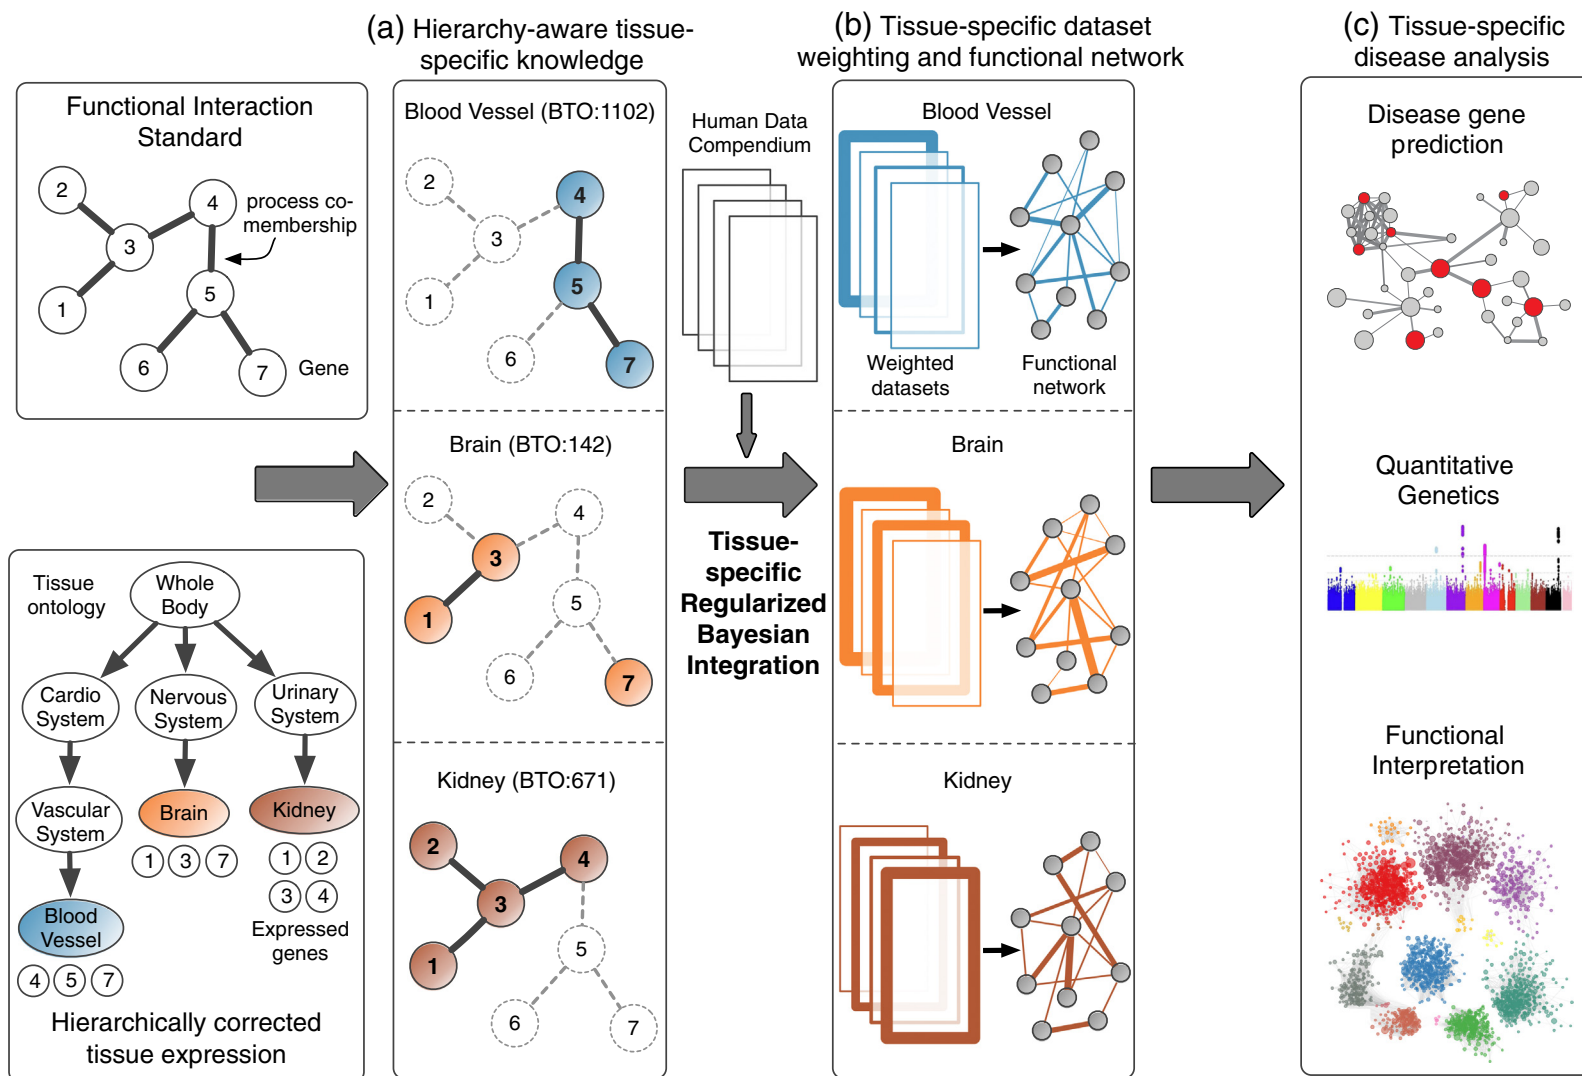 (a) Hierarchy-aware tissue-
specific knowledge
(b) Tissue-specific dataset
weighting and functional network
(c) Tissue-specific
disease analysis
Functional Interaction
Standard
2
4
process co-
membership
3
1
5
6
7
Gene
Tissue
ontology
Whole
Body
Cardio
System
Nervous
System
Urinary
System
Vascular
System
Brain
Kidney
1 3 7
1 2
3 4
Expressed
genes
Blood
Vessel
4 5 7
Hierarchically corrected
tissue expression
Blood Vessel (BTO:1102)
2
4
3
5
1
6
7
Brain (BTO:142)
2
4
3
5
1
6
7
Kidney (BTO:671)
2
4
3
1
5
6
7
Human Data
Compendium
Tissue-
specific
Regularized
Bayesian
Integration
Blood Vessel
Weighted
datasets
Functional
network
Brain
Kidney
Disease gene
prediction
Quantitative
Genetics
Functional
Interpretation